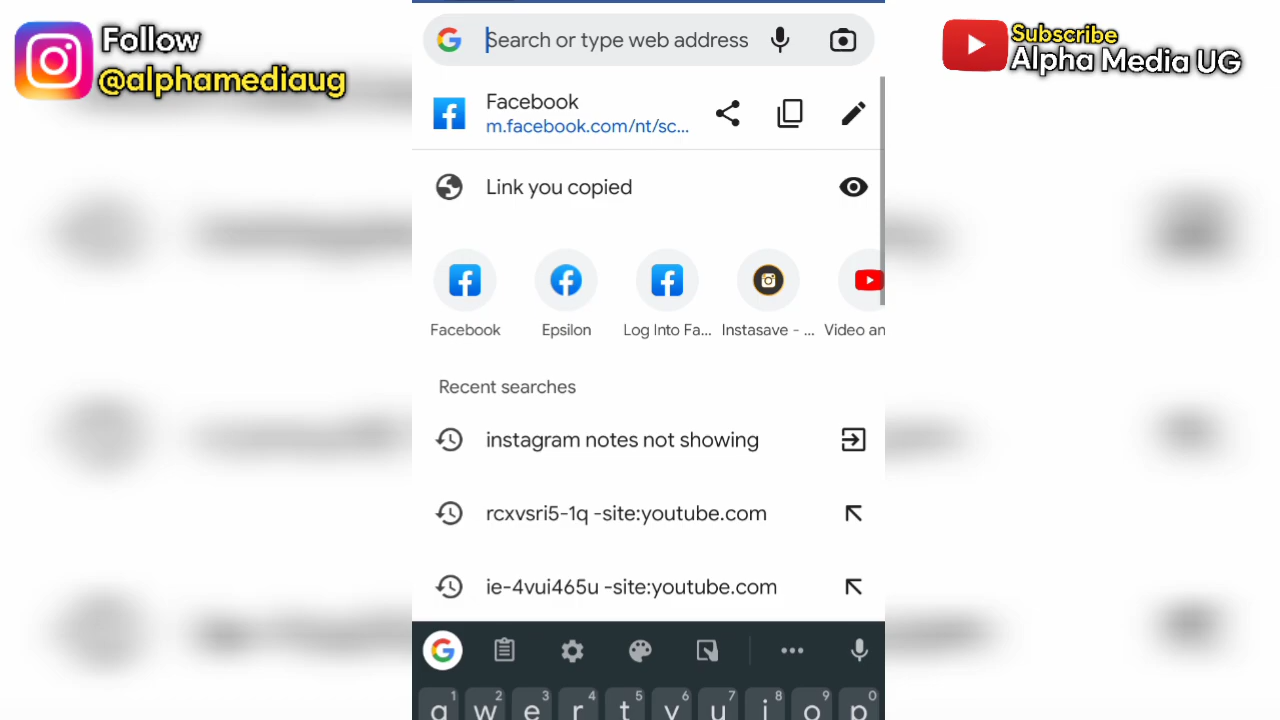 Follow
@alphamediaug
Subscribe
Alpha Media UG
Search or type web address
Facebook
m.facebook.com/nt/sc...
Link you copied
Facebook
Epsilon
Log Into Fa...
Instasave - ...
Video an
Recent searches
instagram notes not showing
rcxvsri5-1q -site:youtube.com
ie-4vui465u -site:youtube.com
1 2 3 4 5 6 7 8 9 0
q w e r t y u i o p